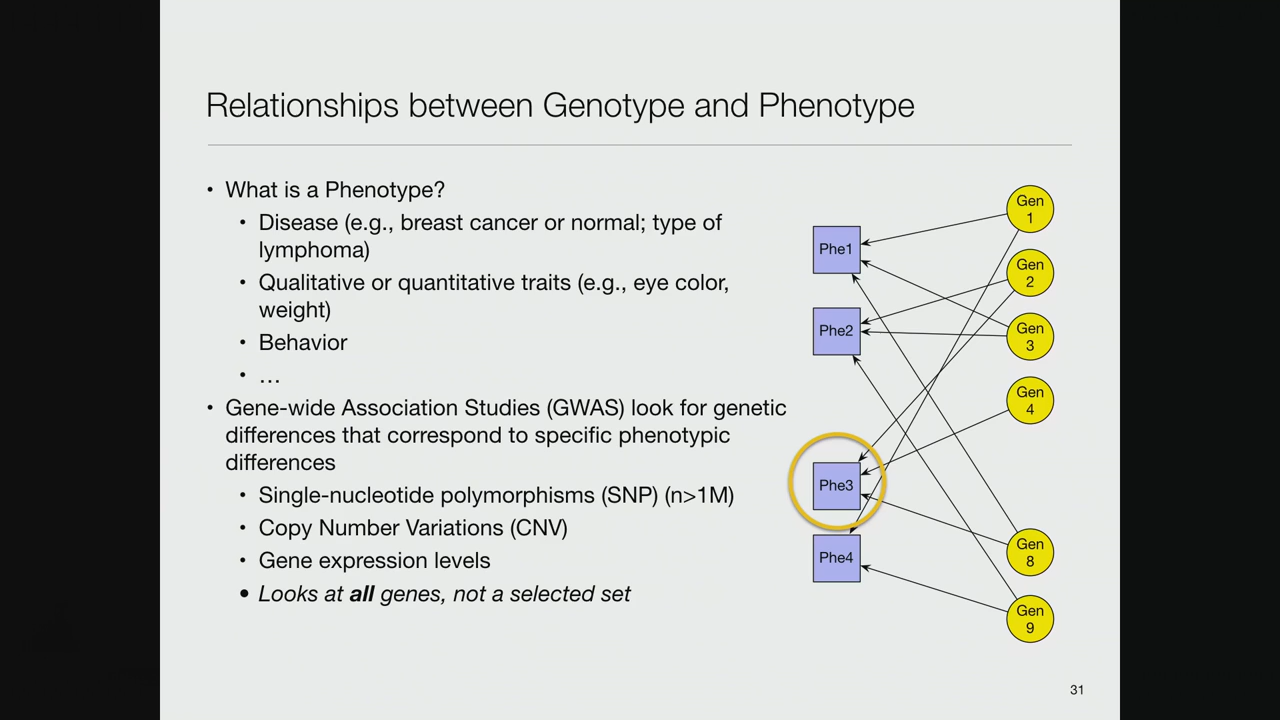 Relationships between Genotype and Phenotype
• What is a Phenotype?
• Disease (e.g., breast cancer or normal; type of
lymphoma)
• Qualitative or quantitative traits (e.g., eye color,
weight)
• Behavior
• …
• Gene-wide Association Studies (GWAS) look for genetic
differences that correspond to specific phenotypic
differences
• Single-nucleotide polymorphisms (SNP) (n>1M)
• Copy Number Variations (CNV)
• Gene expression levels
• Looks at all genes, not a selected set
Phe1
Phe2
Phe3
Phe4
Gen
1
Gen
2
Gen
3
Gen
4
Gen
8
Gen
9
31